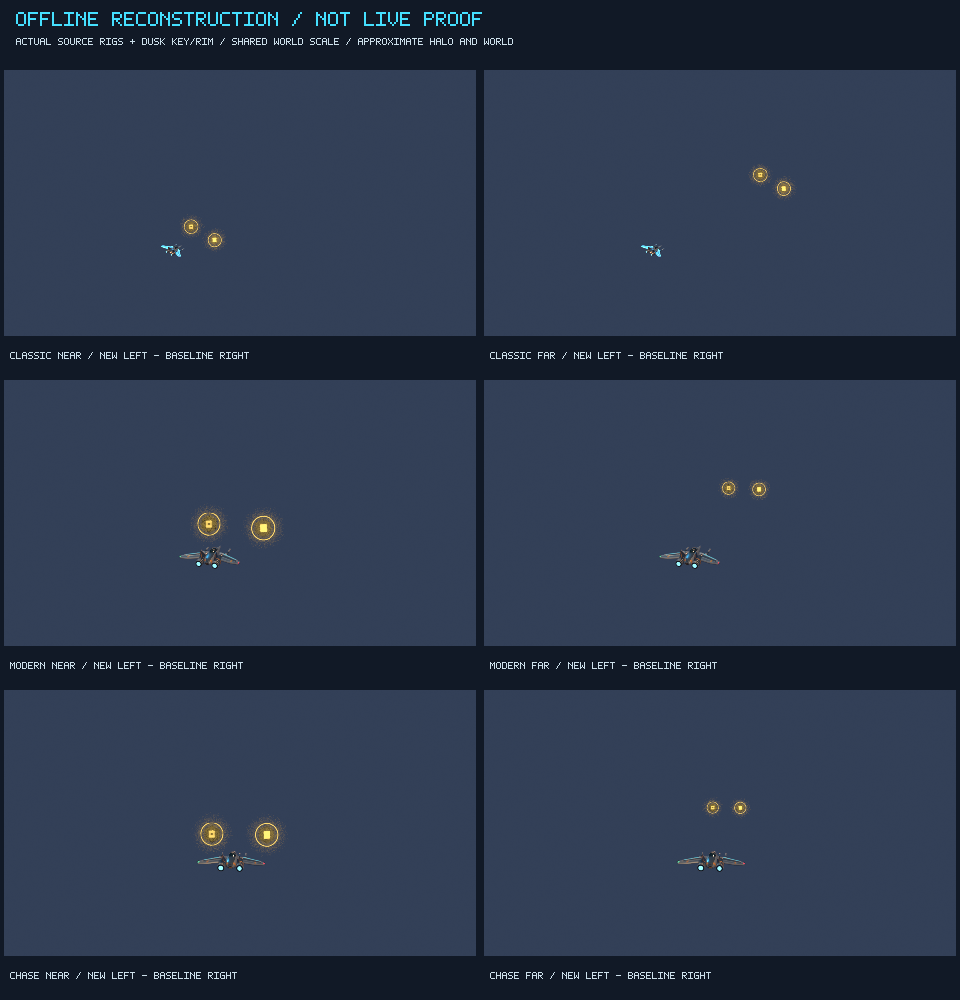 OFFLINE RECONSTRUCTION / NOT LIVE PROOF
ACTUAL SOURCE RIGS + DUSK KEY/RIM / SHARED WORLD SCALE / APPROXIMATE HALO AND WORLD
CLASSIC NEAR / NEW LEFT - BASELINE RIGHT
CLASSIC FAR / NEW LEFT - BASELINE RIGHT
MODERN NEAR / NEW LEFT - BASELINE RIGHT
MODERN FAR / NEW LEFT - BASELINE RIGHT
CHASE NEAR / NEW LEFT - BASELINE RIGHT
CHASE FAR / NEW LEFT - BASELINE RIGHT